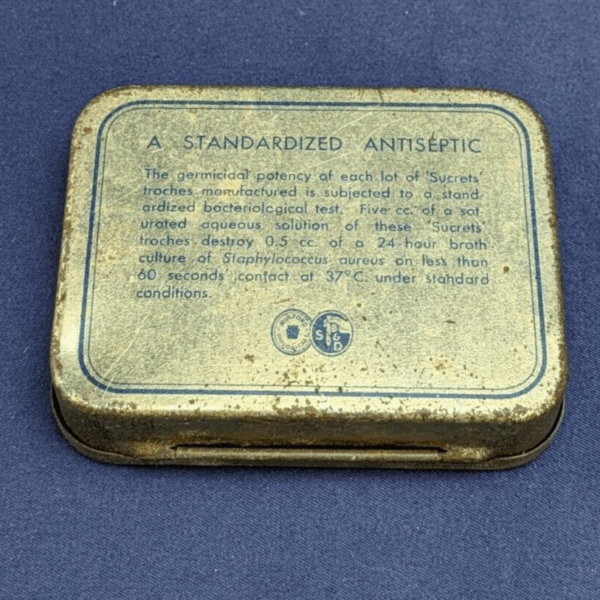 A STANDARDIZED ANTISEPTIC
The germicidal potency of each lot of 'Sucrets'
troches manufactured is subjected to a stand-
ardized bacteriological test. Five cc. of a sat
urated aqueous solution of these 'Sucrets'
troches destroy 0.5 cc. of a 24 hour broth
culture of Staphylococcus aureus on less than
60 seconds' contact at 37°C. under standard
conditions.
MULFORD
S & D